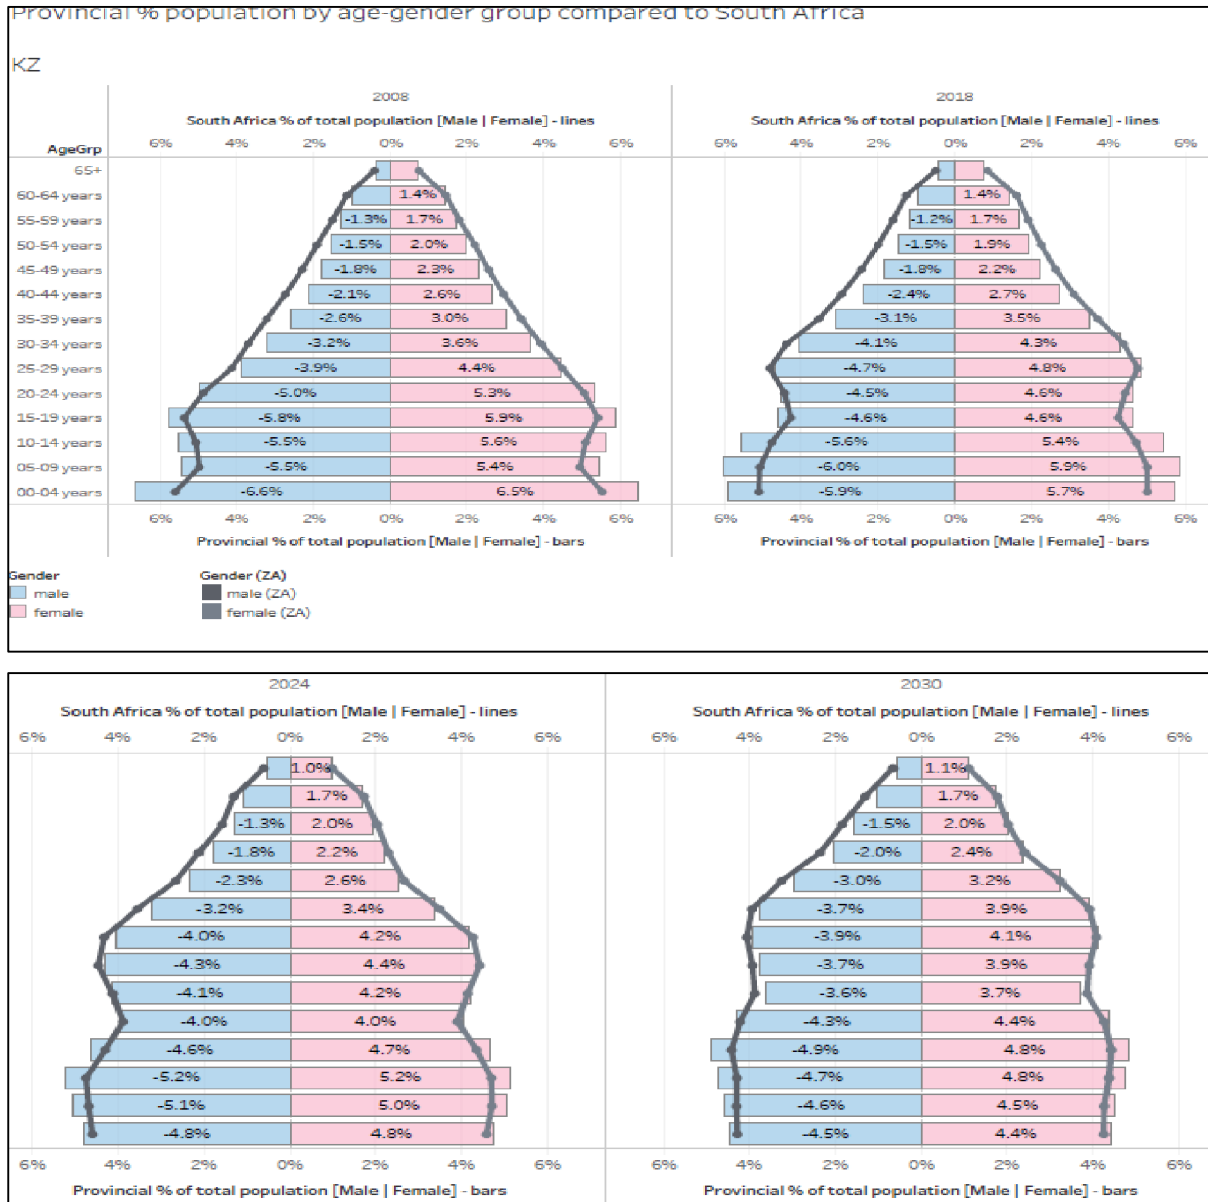 Provincial % population by age-gender group compared to South Africa
KZ
2008 2018
South Africa % of total population [Male | Female] - lines South Africa % of total population [Male | Female] - lines
AgeGrp 6% 4% 2% 0% 2% 4% 6% 6% 4% 2% 0% 2% 4% 6%
65+
60-64 years 1.4% 1.4%
55-59 years -1.3% 1.7% -1.2% 1.7%
50-54 years -1.5% 2.0% -1.5% 1.9%
45-49 years -1.8% 2.3% -1.8% 2.2%
40-44 years -2.1% 2.6% -2.4% 2.7%
35-39 years -2.6% 3.0% -3.1% 3.5%
30-34 years -3.2% 3.6% -4.1% 4.3%
25-29 years -3.9% 4.4% -4.7% 4.8%
20-24 years -5.0% 5.3% -4.5% 4.6%
15-19 years -5.8% 5.9% -4.6% 4.6%
10-14 years -5.5% 5.6% -5.6% 5.4%
05-09 years -5.5% 5.4% -6.0% 5.9%
00-04 years -6.6% 6.5% -5.9% 5.7%
6% 4% 2% 0% 2% 4% 6% 6% 4% 2% 0% 2% 4% 6%
Provincial % of total population [Male | Female] - bars Provincial % of total population [Male | Female] - bars
Gender Gender (ZA)
male male (ZA)
female female (ZA)
2024 2030
South Africa % of total population [Male | Female] - lines South Africa % of total population [Male | Female] - lines
6% 4% 2% 0% 2% 4% 6% 6% 4% 2% 0% 2% 4% 6%
1.0% 1.1%
1.7% 1.7%
-1.3% 2.0% -1.5% 2.0%
-1.8% 2.2% -2.0% 2.4%
-2.3% 2.6% -3.0% 3.2%
-3.2% 3.4% -3.7% 3.9%
-4.0% 4.2% -3.9% 4.1%
-4.3% 4.4% -3.7% 3.9%
-4.1% 4.2% -3.6% 3.7%
-4.0% 4.0% -4.3% 4.4%
-4.6% 4.7% -4.9% 4.8%
-5.2% 5.2% -4.7% 4.8%
-5.1% 5.0% -4.6% 4.5%
-4.8% 4.8% -4.5% 4.4%
6% 4% 2% 0% 2% 4% 6% 6% 4% 2% 0% 2% 4% 6%
Provincial % of total population [Male | Female] - bars Provincial % of total population [Male | Female] - bars